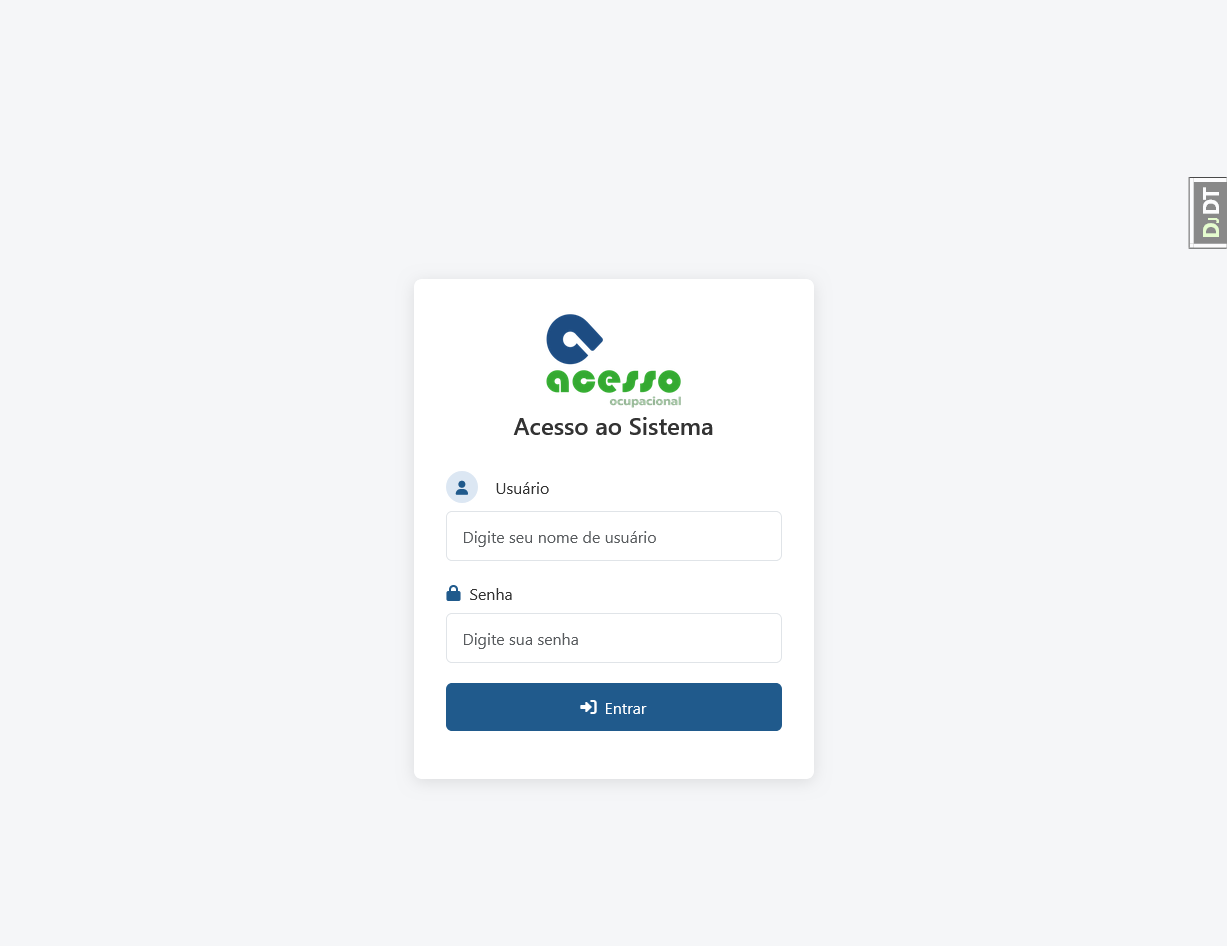 DJDT
acesso
ocupacional
Acesso ao Sistema
Usuário
Digite seu nome de usuário
Senha
Digite sua senha
Entrar